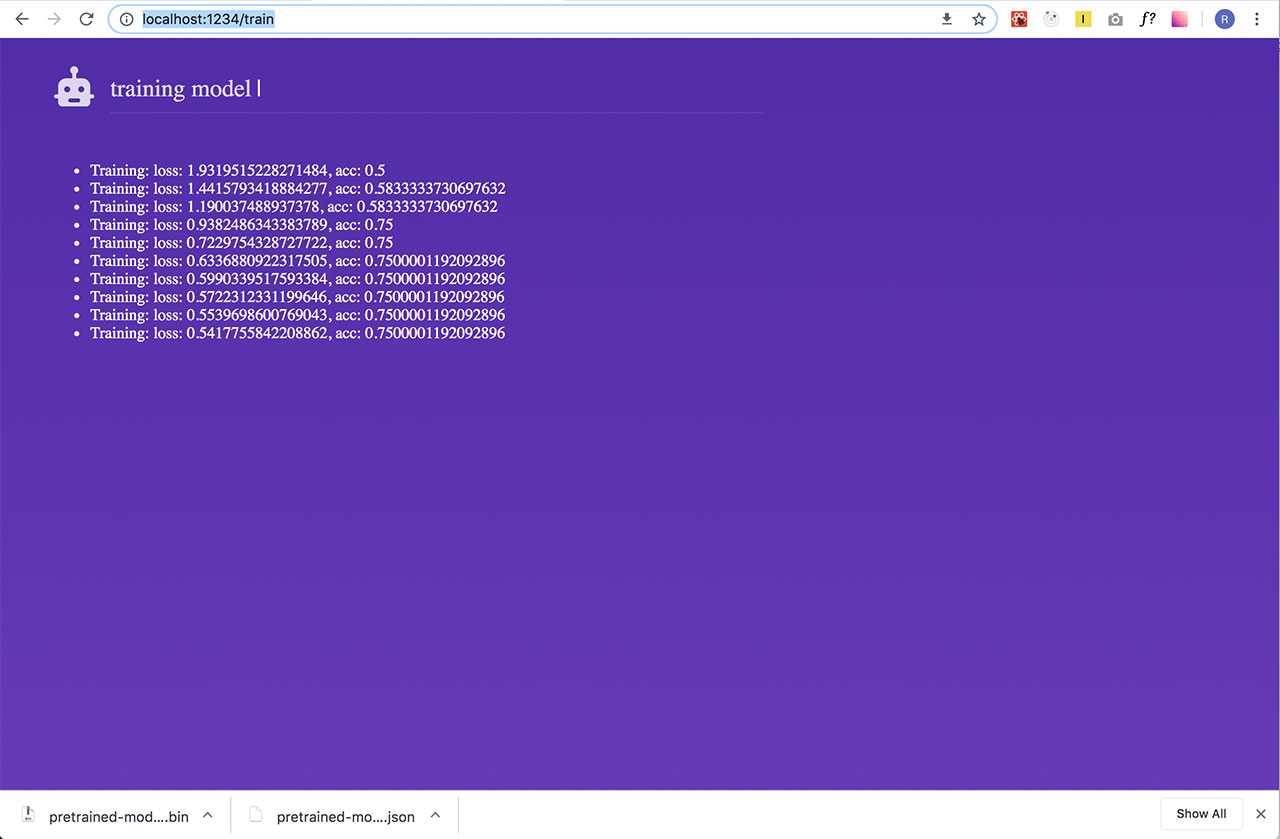 localhost:1234/train
f?
R
training model |
Training: loss: 1.9319515228271484, acc: 0.5
Training: loss: 1.4415793418884277, acc: 0.5833333730697632
Training: loss: 1.190037488937378, acc: 0.5833333730697632
Training: loss: 0.9382486343383789, acc: 0.75
Training: loss: 0.7229754328727722, acc: 0.75
Training: loss: 0.6336880922317505, acc: 0.7500001192092896
Training: loss: 0.5990339517593384, acc: 0.7500001192092896
Training: loss: 0.5722312331199646, acc: 0.7500001192092896
Training: loss: 0.5539698600769043, acc: 0.7500001192092896
Training: loss: 0.5417755842208862, acc: 0.7500001192092896
pretrained-mod....bin
pretrained-mo....json
Show All